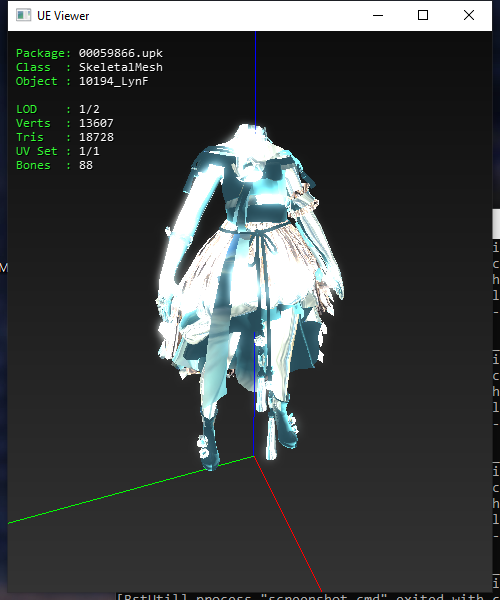 UE Viewer
Package: 00059866.upk
Class : SkeletalMesh
Object : 10194_LynF
LOD : 1/2
Verts : 13607
Tris : 18728
UV Set : 1/1
Bones : 88
M
i
c
h
l
-
i
c
h
l
-
i
c
h
l
-
i
[BstUtil] process "screenshot.cmd" exited with c